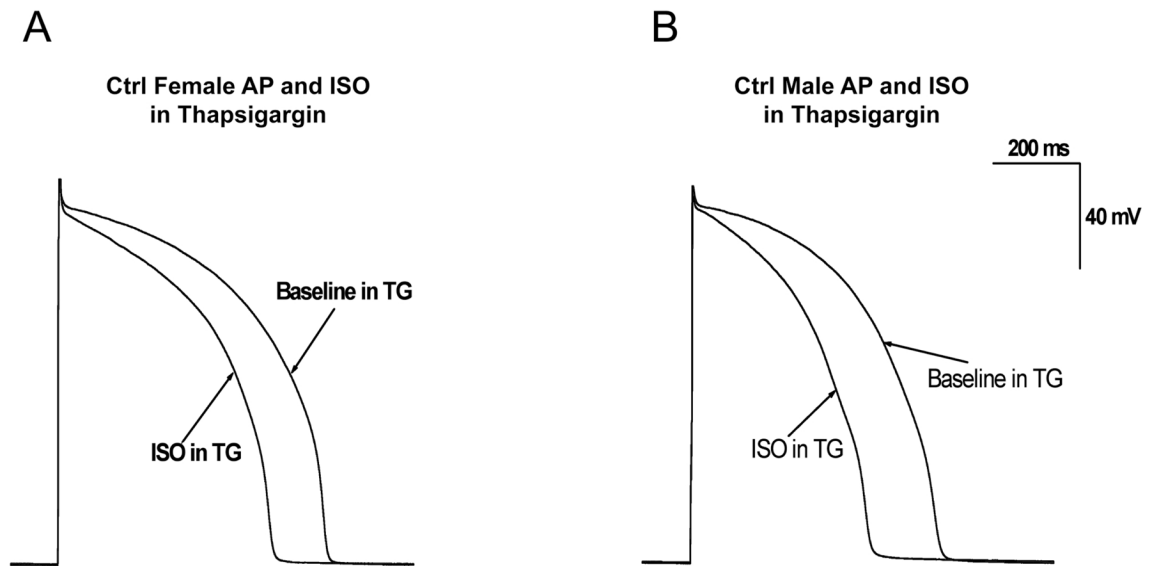 A
Ctrl Female AP and ISO
in Thapsigargin
Baseline in TG
ISO in TG
B
Ctrl Male AP and ISO
in Thapsigargin
200 ms
40 mV
Baseline in TG
ISO in TG